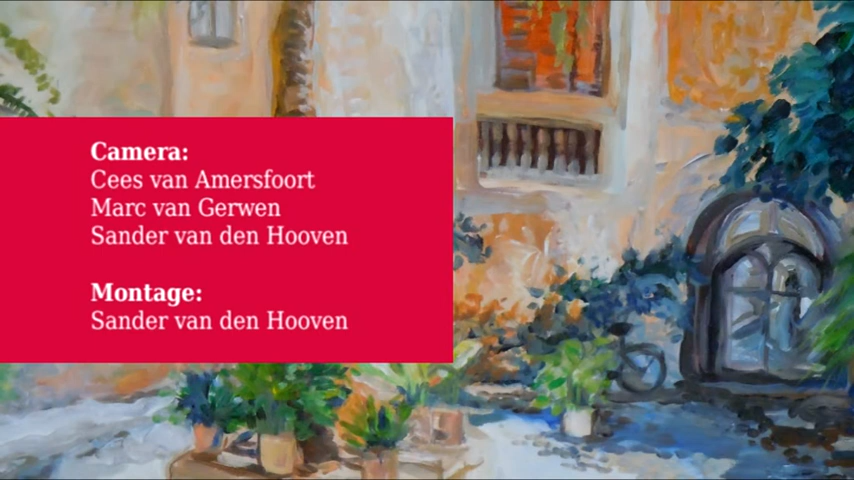 Camera:
Cees van Amersfoort
Marc van Gerwen
Sander van den Hooven
Montage:
Sander van den Hooven